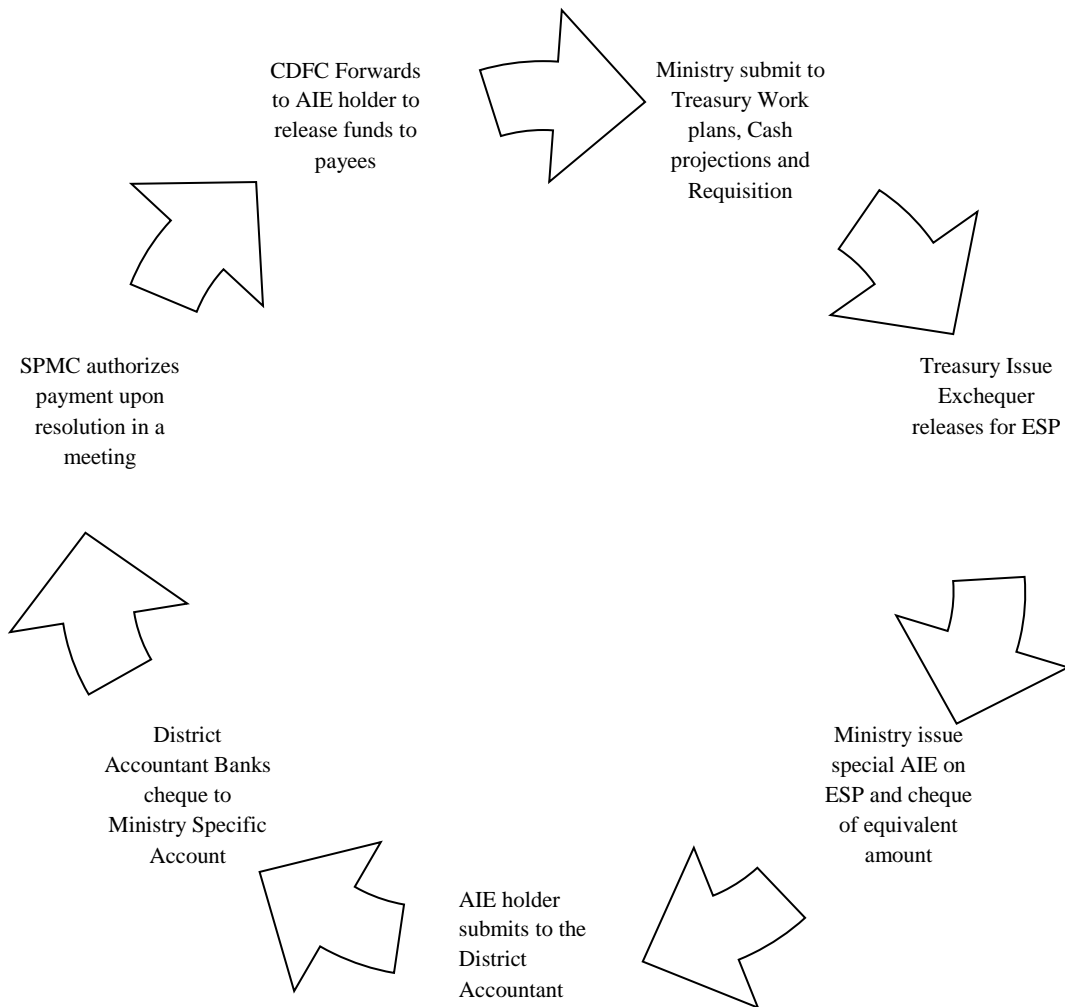 CDFC Forwards
to AIE holder to
release funds to
payees
Ministry submit to
Treasury Work
plans, Cash
projections and
Requisition
Treasury Issue
Exchequer
releases for ESP
Ministry issue
special AIE on
ESP and cheque
of equivalent
amount
AIE holder
submits to the
District
Accountant
District
Accountant Banks
cheque to
Ministry Specific
Account
SPMC authorizes
payment upon
resolution in a
meeting